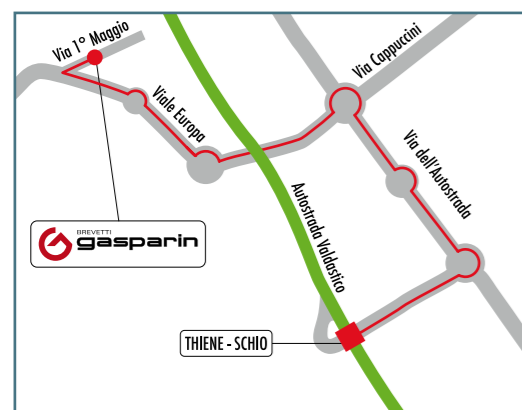 Via 1° Maggio
Via Cappuccini
Viale Europa
Via dell'Autostrada
Autostrada Valdastico
BREVETTI
gasparin
THIENE - SCHIO